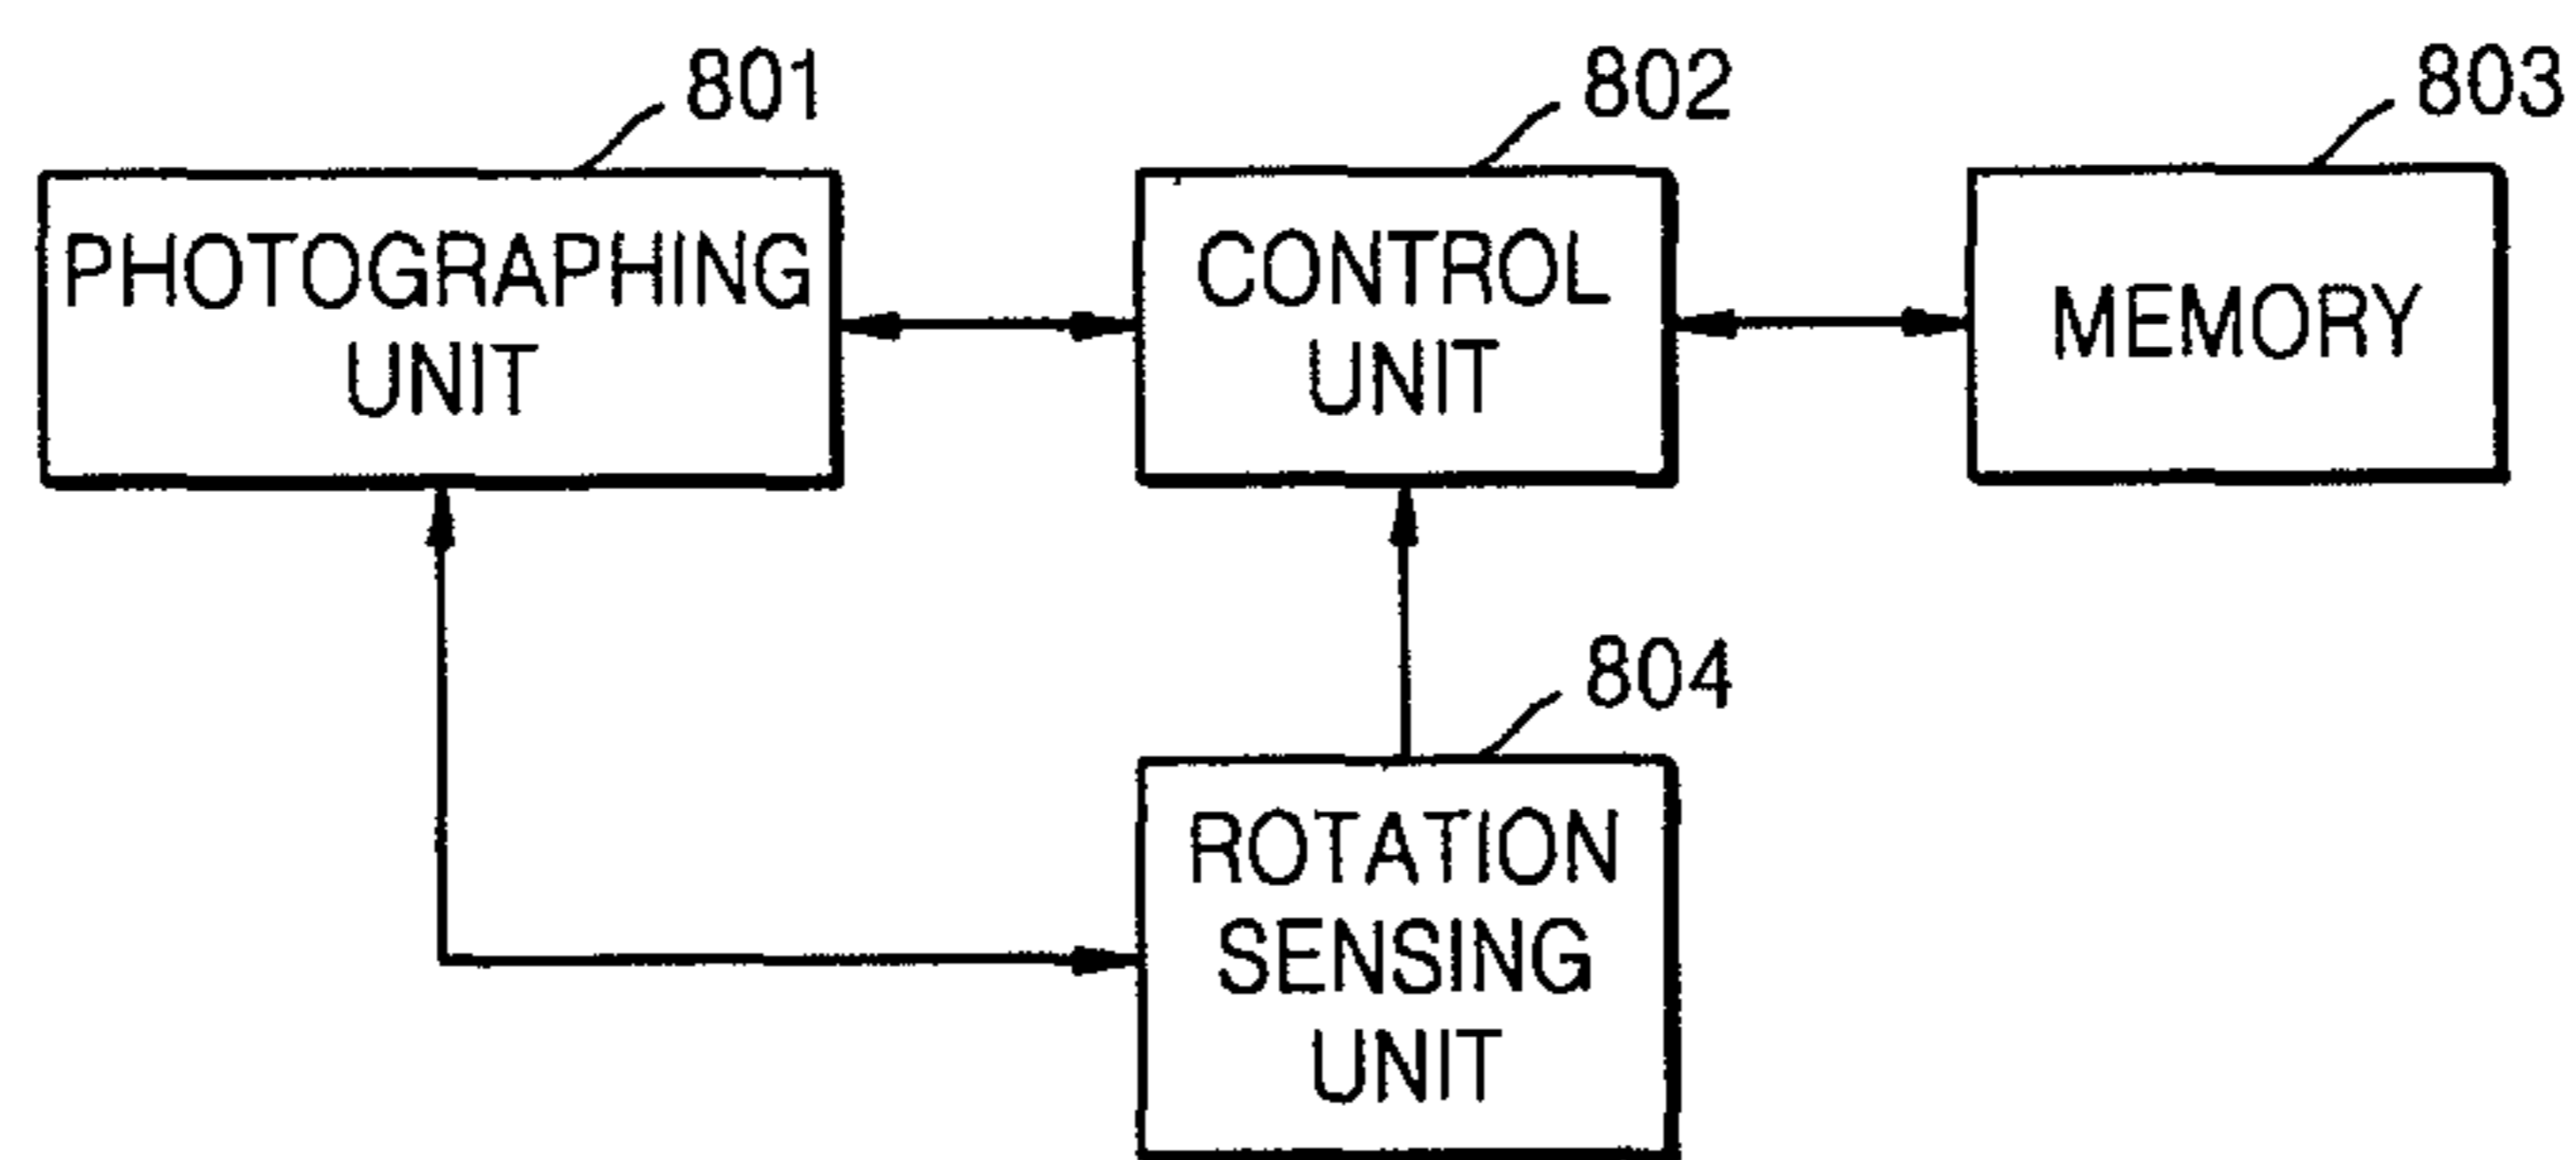 801
802
803
PHOTOGRAPHING
UNIT
CONTROL
UNIT
MEMORY
804
ROTATION
SENSING
UNIT